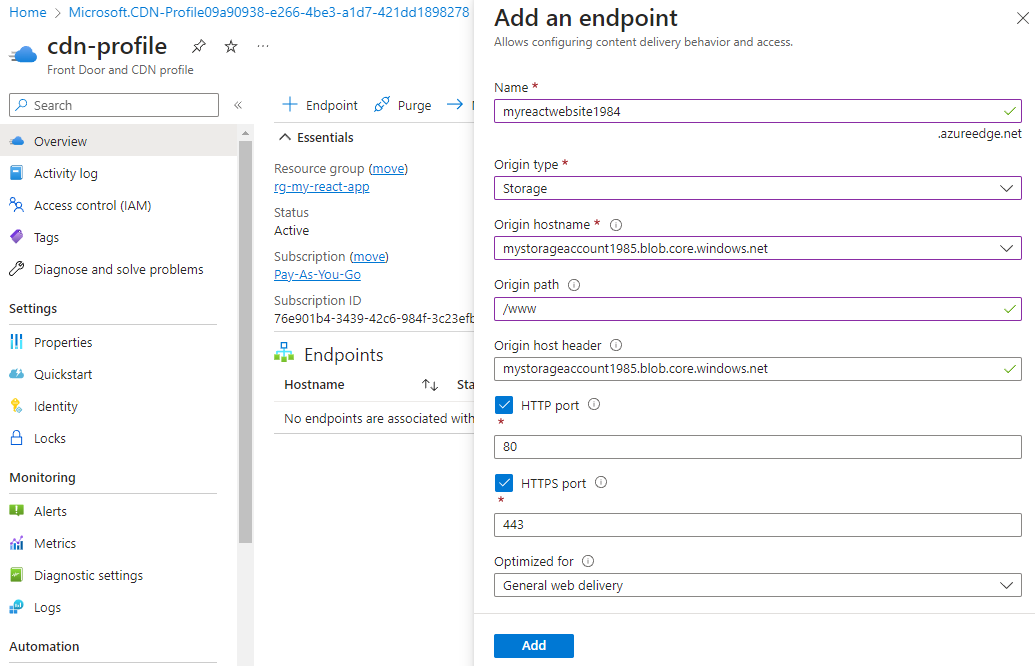 Home > Microsoft.CDN-Profile09a90938-e266-4be3-a1d7-421dd1898278
cdn-profile
Front Door and CDN profile
Search
Overview
Activity log
Access control (IAM)
Tags
Diagnose and solve problems
Settings
Properties
Quickstart
Identity
Locks
Monitoring
Alerts
Metrics
Diagnostic settings
Logs
Automation
Endpoint Purge
Essentials
Resource group (move)
rg-my-react-app
Status
Active
Subscription (move)
Pay-As-You-Go
Subscription ID
76e901b4-3439-42c6-984f-3c23efb
Endpoints
Hostname Sta
No endpoints are associated with
Add an endpoint
Allows configuring content delivery behavior and access.
Name *
myreactwebsite1984
.azureedge.net
Origin type *
Storage
Origin hostname *
mystorageaccount1985.blob.core.windows.net
Origin path
/www
Origin host header
mystorageaccount1985.blob.core.windows.net
HTTP port
*
80
HTTPS port
*
443
Optimized for
General web delivery
Add